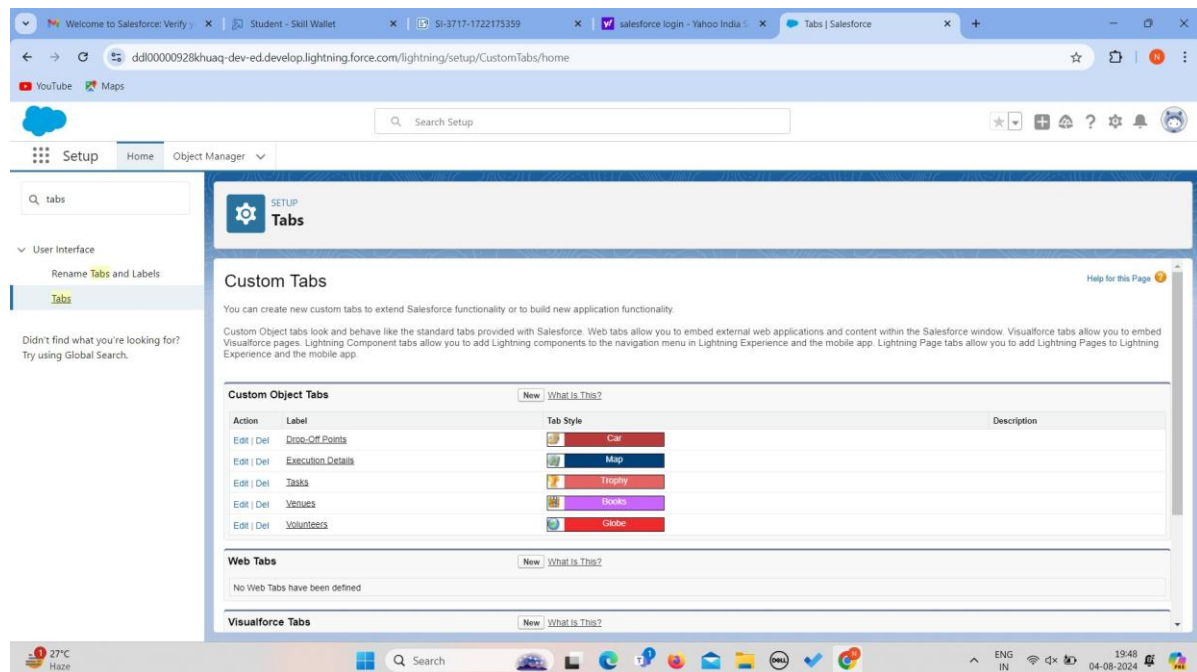 Welcome to Salesforce: Verify y
Student - Skill Wallet
SI-3717-1722175359
salesforce login - Yahoo India S
Tabs | Salesforce
ddl00000928khuaq-dev-ed.develop.lightning.force.com/lightning/setup/CustomTabs/home
N
YouTube
Maps
Search Setup
Setup
Home
Object Manager
tabs
SETUP
Tabs
User Interface
Rename Tabs and Labels
Tabs
Didn't find what you're looking for?
Try using Global Search.
Custom Tabs
Help for this Page
You can create new custom tabs to extend Salesforce functionality or to build new application functionality.
Custom Object tabs look and behave like the standard tabs provided with Salesforce. Web tabs allow you to embed external web applications and content within the Salesforce window. Visualforce tabs allow you to embed
Visualforce pages. Lightning Component tabs allow you to add Lightning components to the navigation menu in Lightning Experience and the mobile app. Lightning Page tabs allow you to add Lightning Pages to Lightning
Experience and the mobile app.
Custom Object Tabs New What Is This?
Action Label Tab Style Description
Edit | Del Drop-Off Points Car
Edit | Del Execution Details Map
Edit | Del Tasks Trophy
Edit | Del Venues Books
Edit | Del Volunteers Globe
Web Tabs New What Is This?
No Web Tabs have been defined
Visualforce Tabs New What Is This?
1
27°C
Haze
Search
DELL
ENG
IN
19:48
04-08-2024